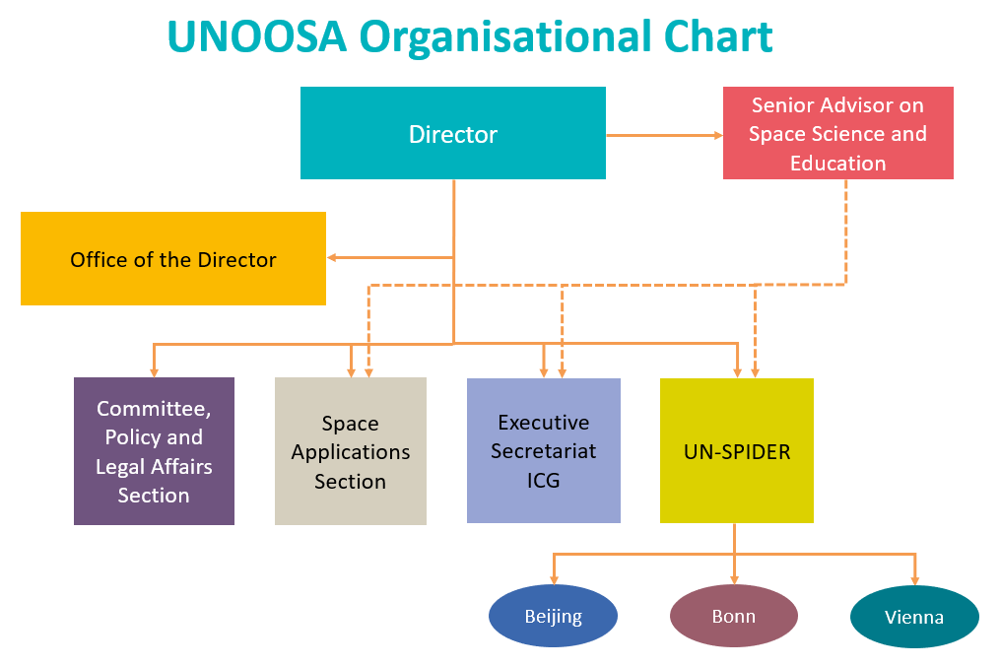 UNOOSA Organisational Chart
Director
Senior Advisor on
Space Science and
Education
Office of the Director
Committee,
Policy and
Legal Affairs
Section
Space
Applications
Section
Executive
Secretariat
ICG
UN-SPIDER
Beijing
Bonn
Vienna